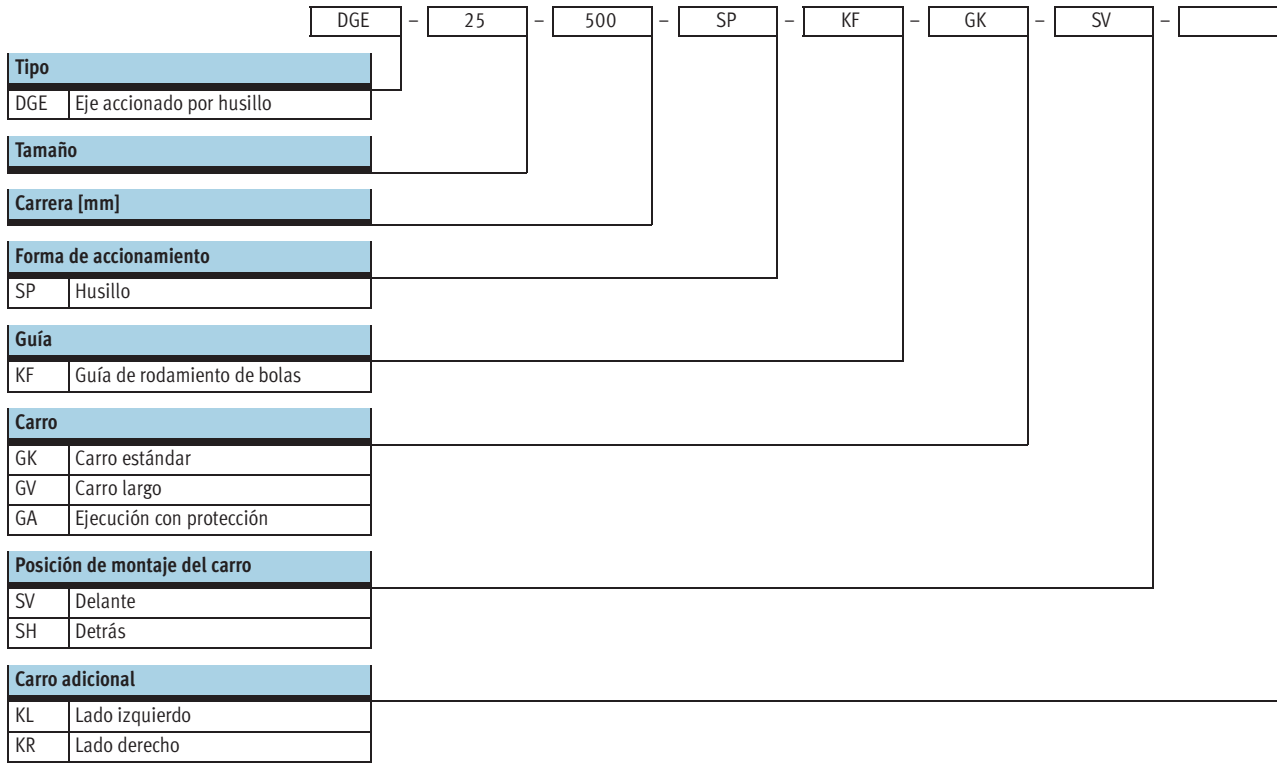 DGE – 25 – 500 – SP – KF – GK – SV –
Tipo
DGE Eje accionado por husillo
Tamaño
Carrera [mm]
Forma de accionamiento
SP Husillo
Guía
KF Guía de rodamiento de bolas
Carro
GK Carro estándar
GV Carro largo
GA Ejecución con protección
Posición de montaje del carro
SV Delante
SH Detrás
Carro adicional
KL Lado izquierdo
KR Lado derecho